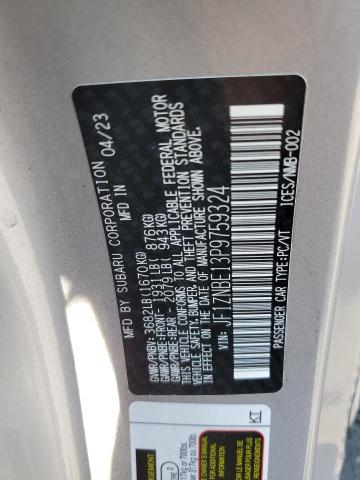 MFD BY SUBARU CORPORATION
MFD IN 04/23
GVWR/PNBV: 3682LB(1670KG)
GAWR/PNBE:FRONT- 1931LB( 876KG)
GAWR/PNBE:REAR- 2079LB( 943KG)
THIS VEHICLE CONFORMS TO ALL APPLICABLE FEDERAL MOTOR
VEHICLE SAFETY, BUMPER, AND THEFT PREVENTION STANDARDS
IN EFFECT ON THE DATE OF MANUFACTURE SHOWN ABOVE.
VIN: JF1ZNBE13P9759324
PASSENGER CAR TYPE:PC/VT
ICES/NMB-002
KI